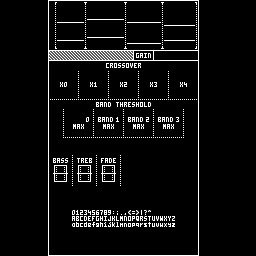 GAIN
CROSSOVER
X0 X1 X2 X3 X4
BAND THRESHOLD
0 BAND 1 BAND 2 BAND 3
MAX MAX MAX MAX
BASS TREB FADE
0123456789:;.,<=>|?^
ABCDEFGHIJKLMNOPQRSTUVWXYZ
abcdefghijklmnopqrstuvwxyz